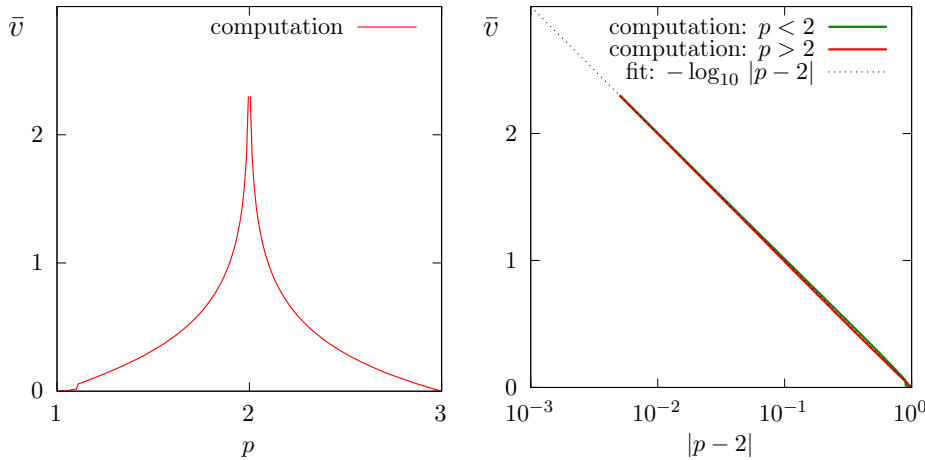 v̄
computation
2
1
0
1
2
3
p
v̄
computation: p < 2
computation: p > 2
fit: − log₁₀ |p − 2|
2
1
0
10⁻³
10⁻²
10⁻¹
10⁰
|p − 2|